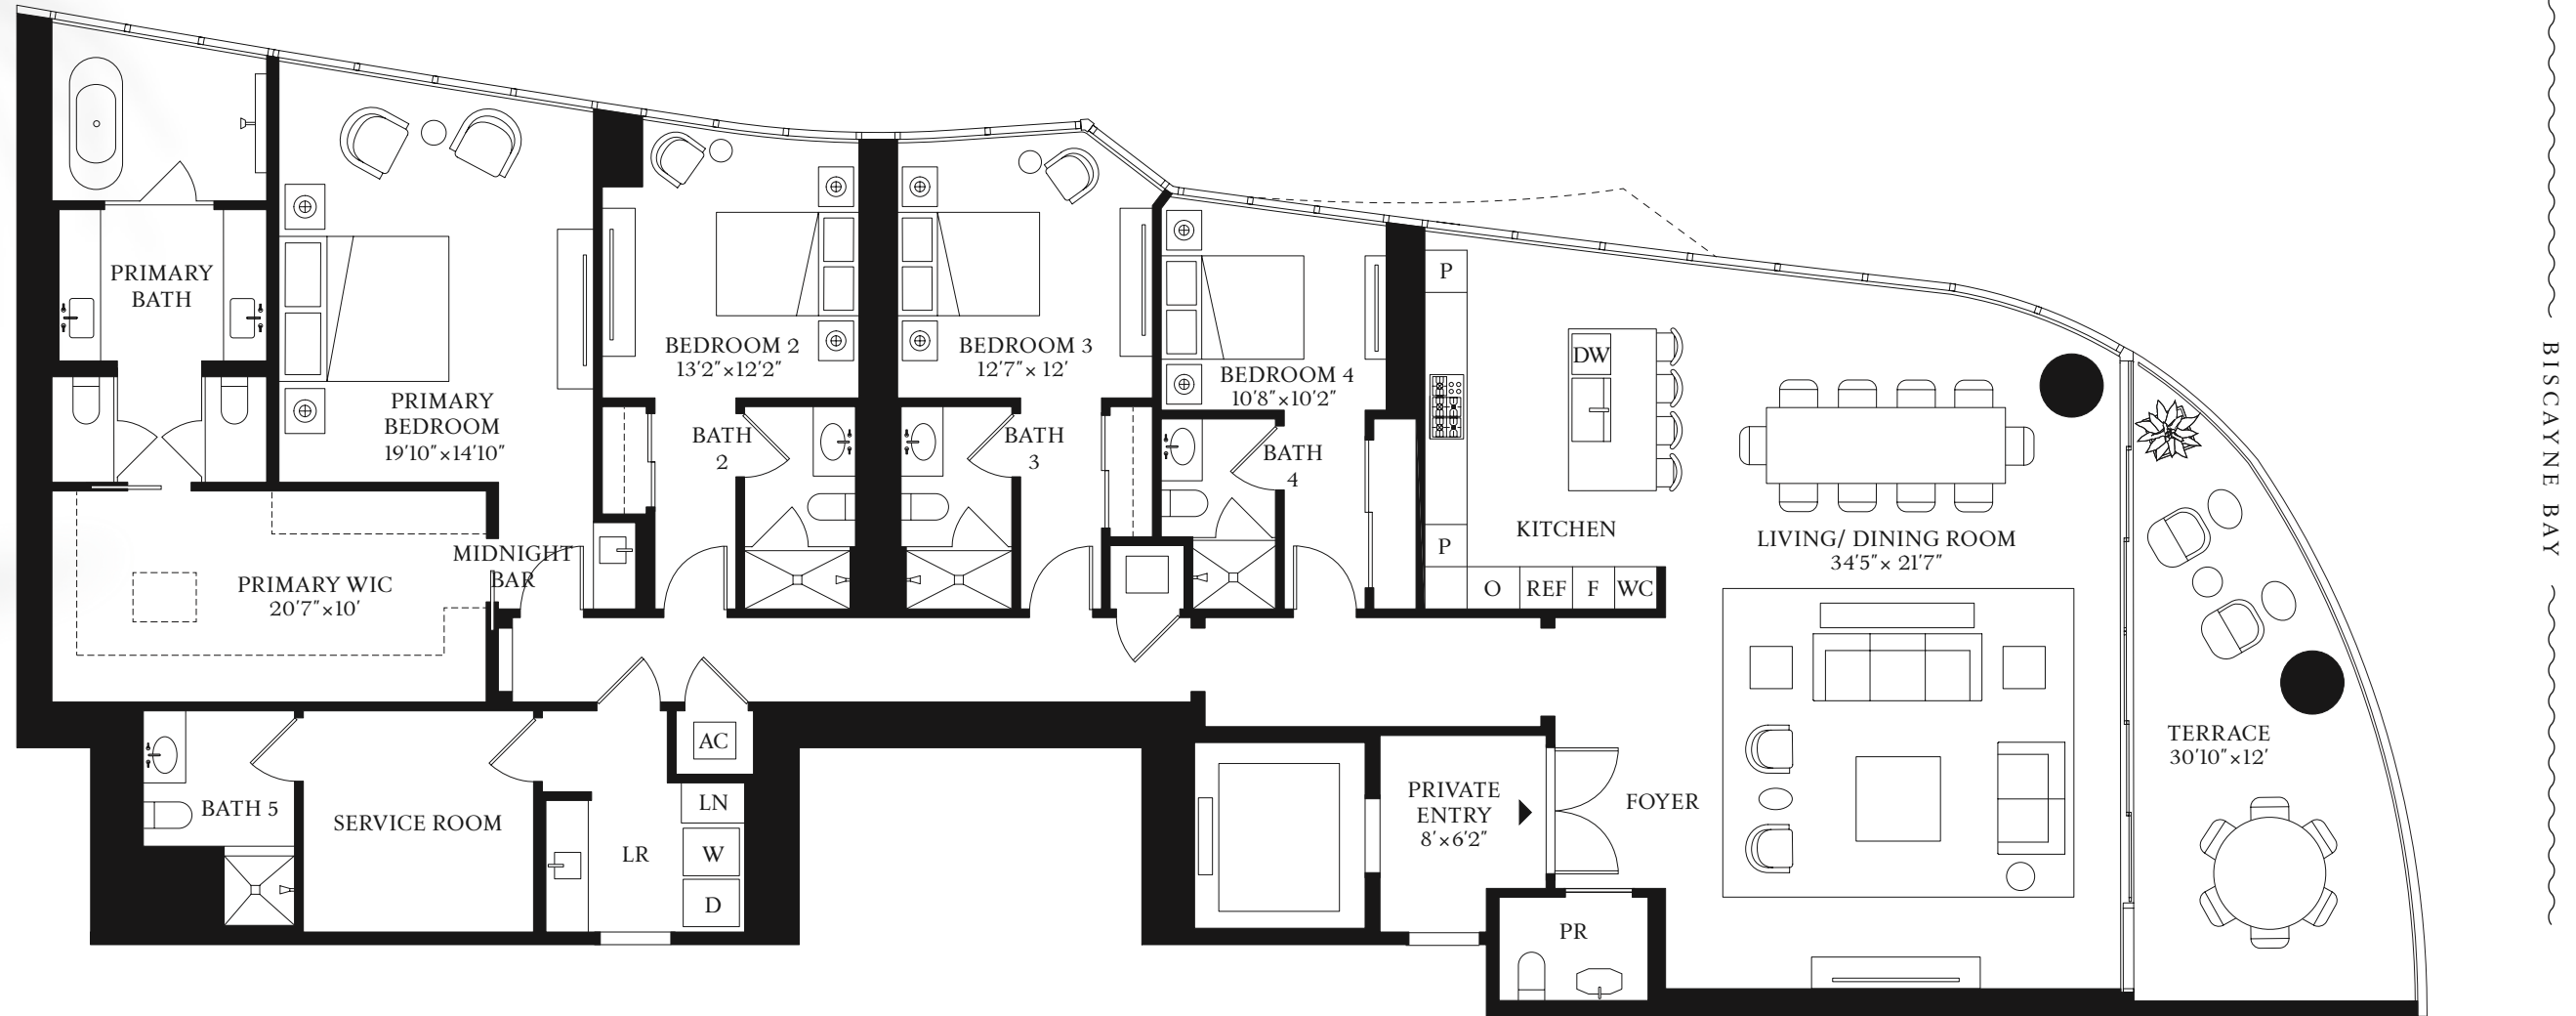 PRIMARY
BATH
PRIMARY
BEDROOM
19'10"×14'10"
BEDROOM 2
13'2"×12'2"
BEDROOM 3
12'7"× 12'
BEDROOM 4
10'8"×10'2"
BATH
2
BATH
3
BATH
4
P
DW
KITCHEN
P
O
REF
F
WC
LIVING/ DINING ROOM
34'5"× 21'7"
MIDNIGHT
BAR
PRIMARY WIC
20'7"×10'
BATH 5
SERVICE ROOM
LR
AC
LN
W
D
PRIVATE
ENTRY
8'×6'2"
FOYER
PR
TERRACE
30'10"×12'
BISCAYNE BAY